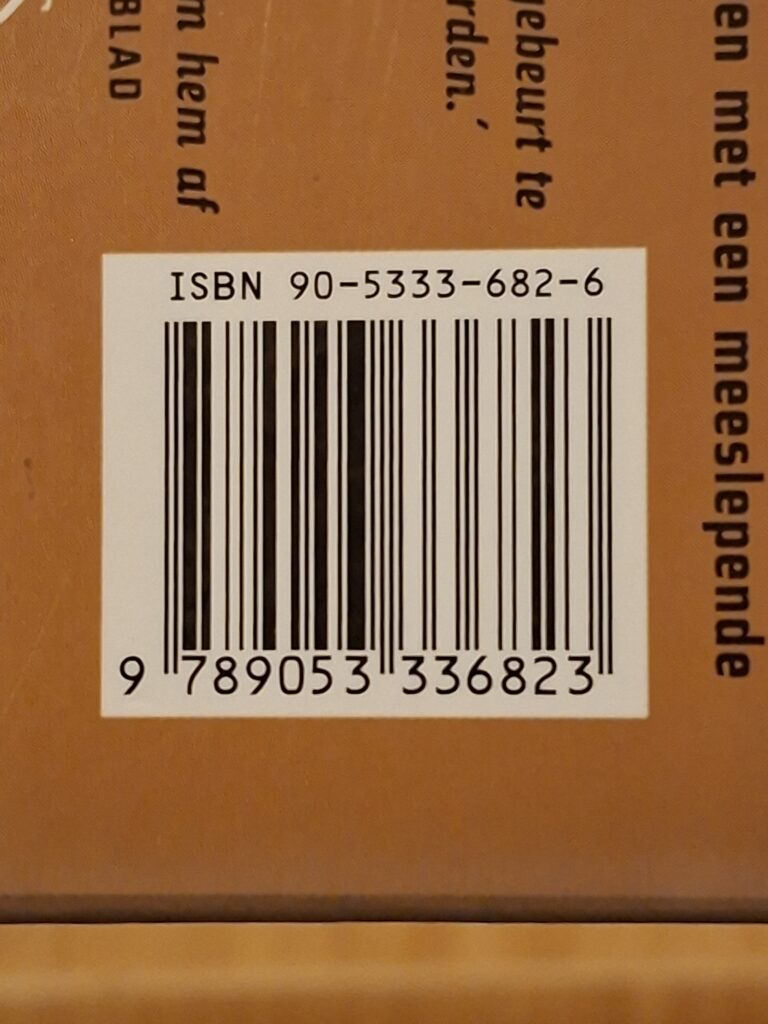 en met een meeslepende
gebeurt te
rden.'
m hem af
BLAD
ISBN 90-5333-682-6
9 789053 336823